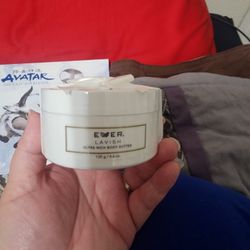 AVATAR
EVER.
LAVISH
ULTRA RICH BODY BUTTER
130 g / 4.6 oz